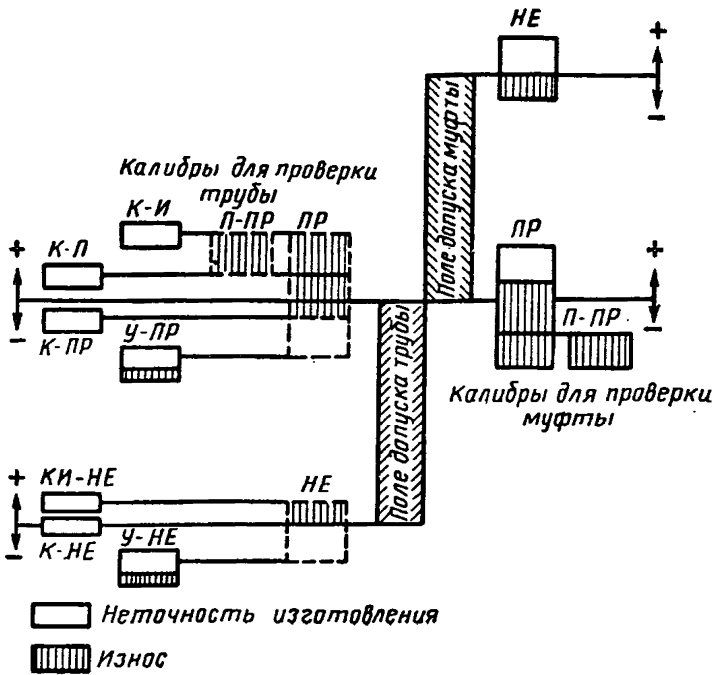 НЕ
+
−
Поле допуска муфты
Калибры для проверки
трубы
К-И
П-ПР
ПР
К-П
+
−
К-ПР
У-ПР
ПР
+
−
П-ПР
Калибры для проверки
муфты
Поле допуска трубы
КИ-НЕ
НЕ
+
−
К-НЕ
У-НЕ
Неточность изготовления
Износ